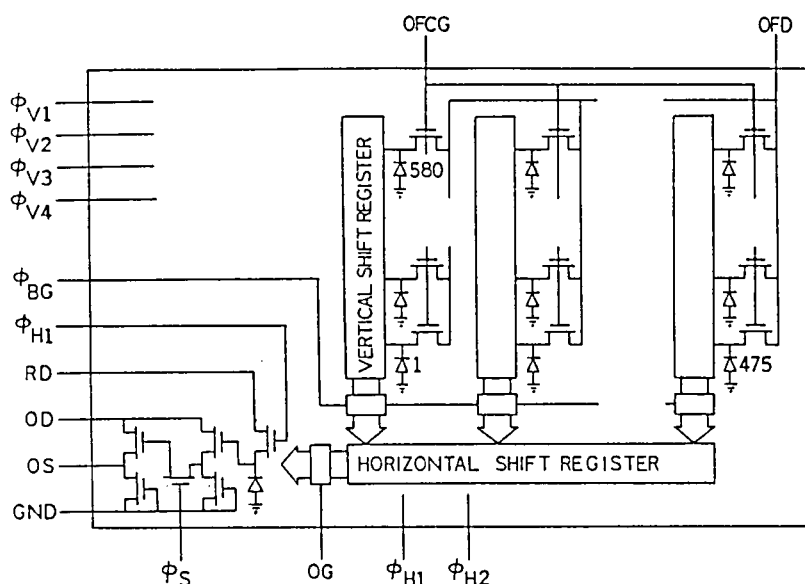 OFCG OFD
ϕV1
ϕV2
ϕV3
ϕV4
580
VERTICAL SHIFT REGISTER
ϕBG
ϕH1
RD
1 475
OD
OS
HORIZONTAL SHIFT REGISTER
GND
ϕS OG ϕH1 ϕH2